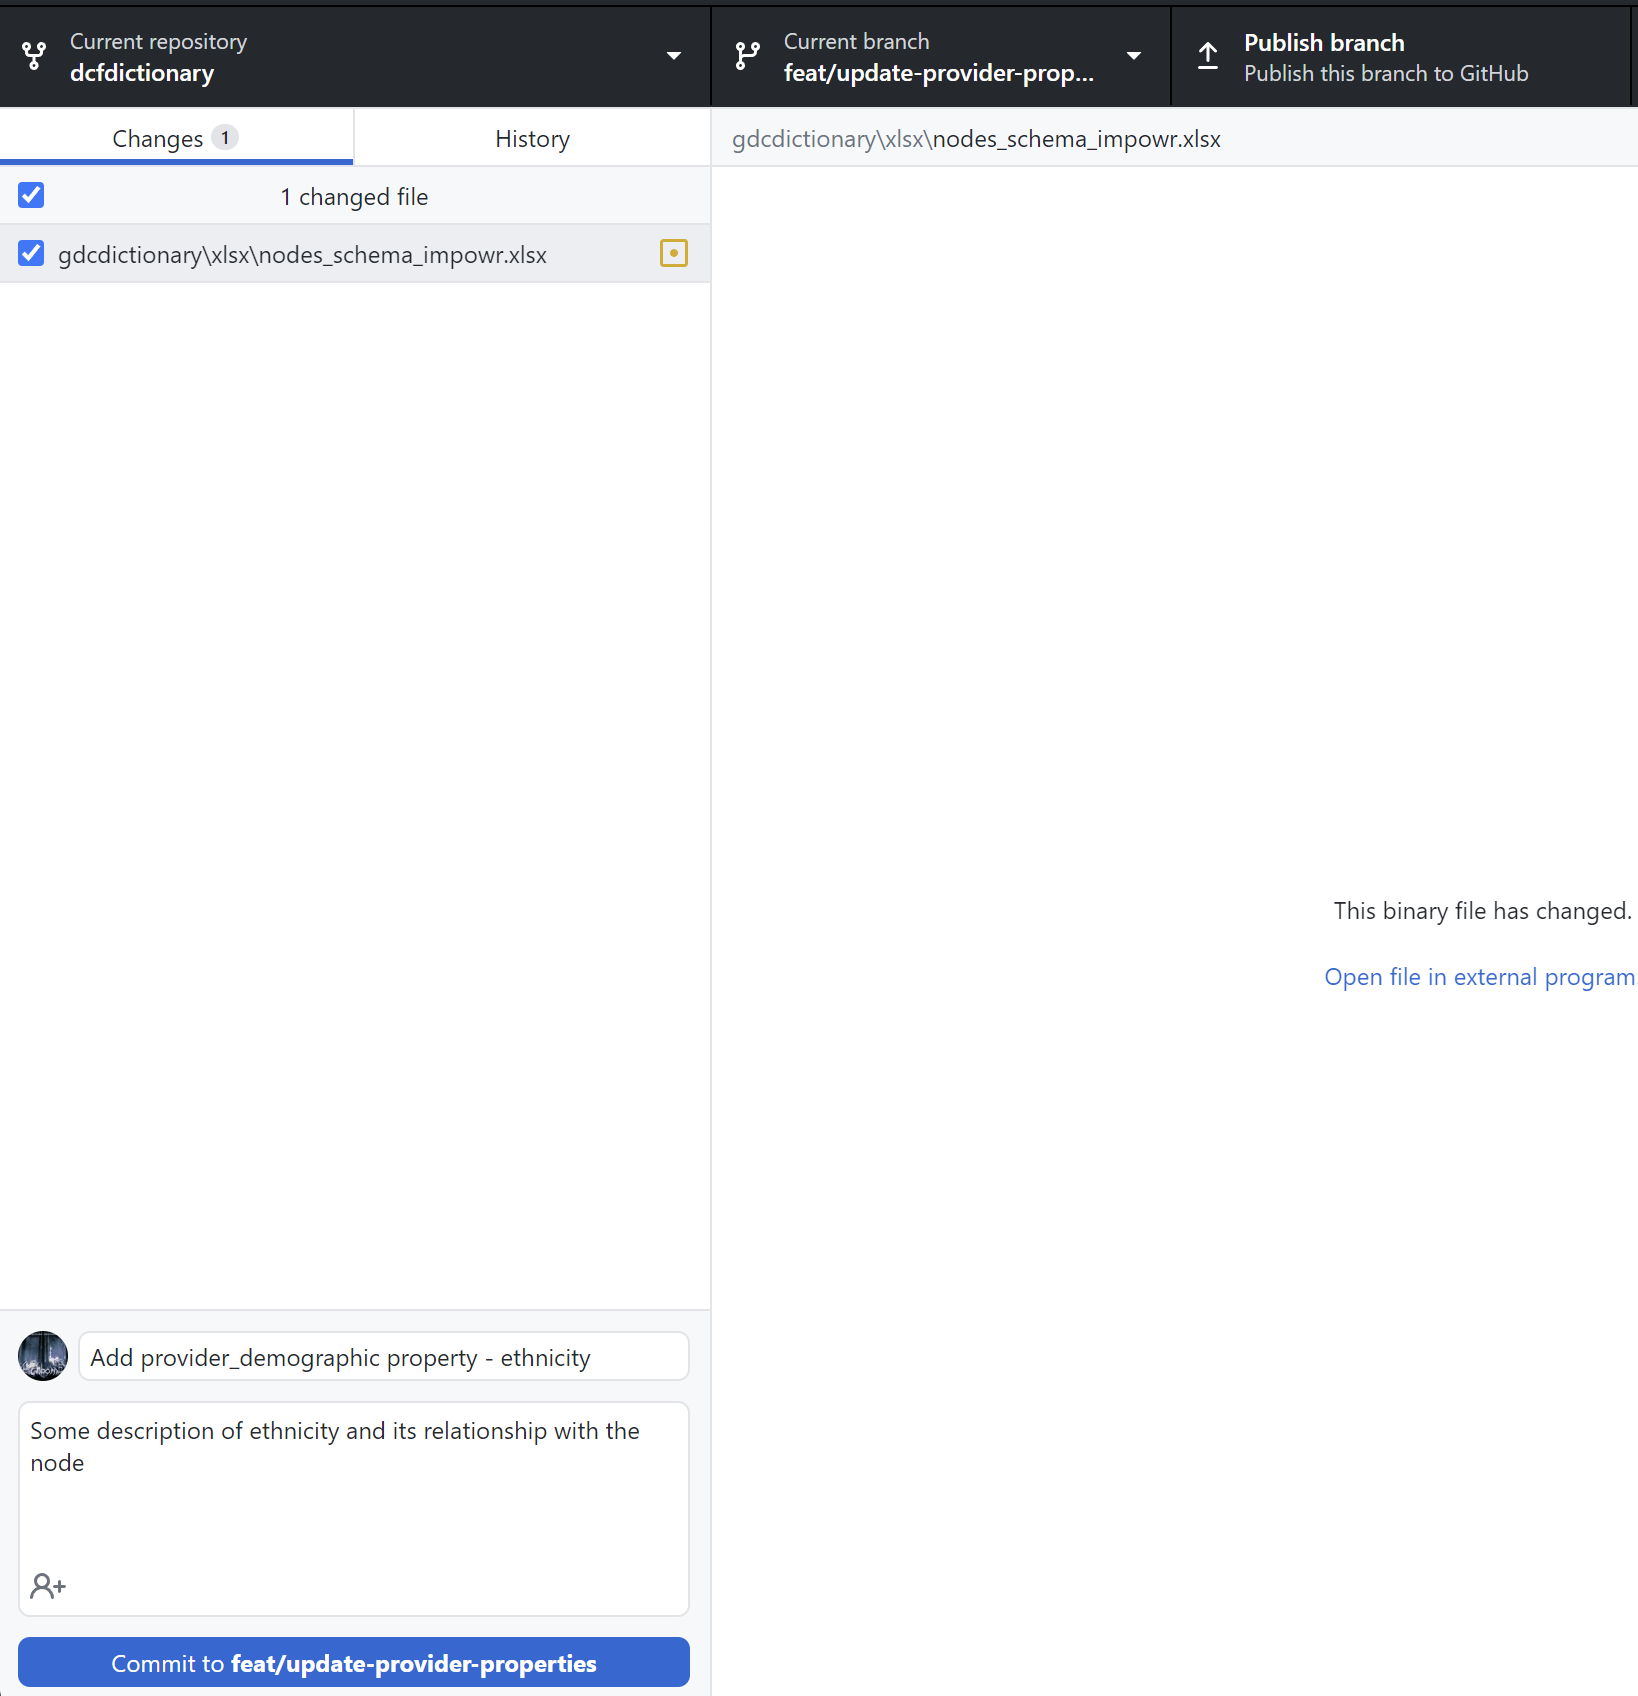 Current repository
dcfdictionary
Current branch
feat/update-provider-prop...
Publish branch
Publish this branch to GitHub
Changes 1
History
gdcdictionary\xlsx\nodes_schema_impowr.xlsx
1 changed file
gdcdictionary\xlsx\nodes_schema_impowr.xlsx
This binary file has changed.
Open file in external program.
Add provider_demographic property - ethnicity
Some description of ethnicity and its relationship with the
node
Commit to feat/update-provider-properties